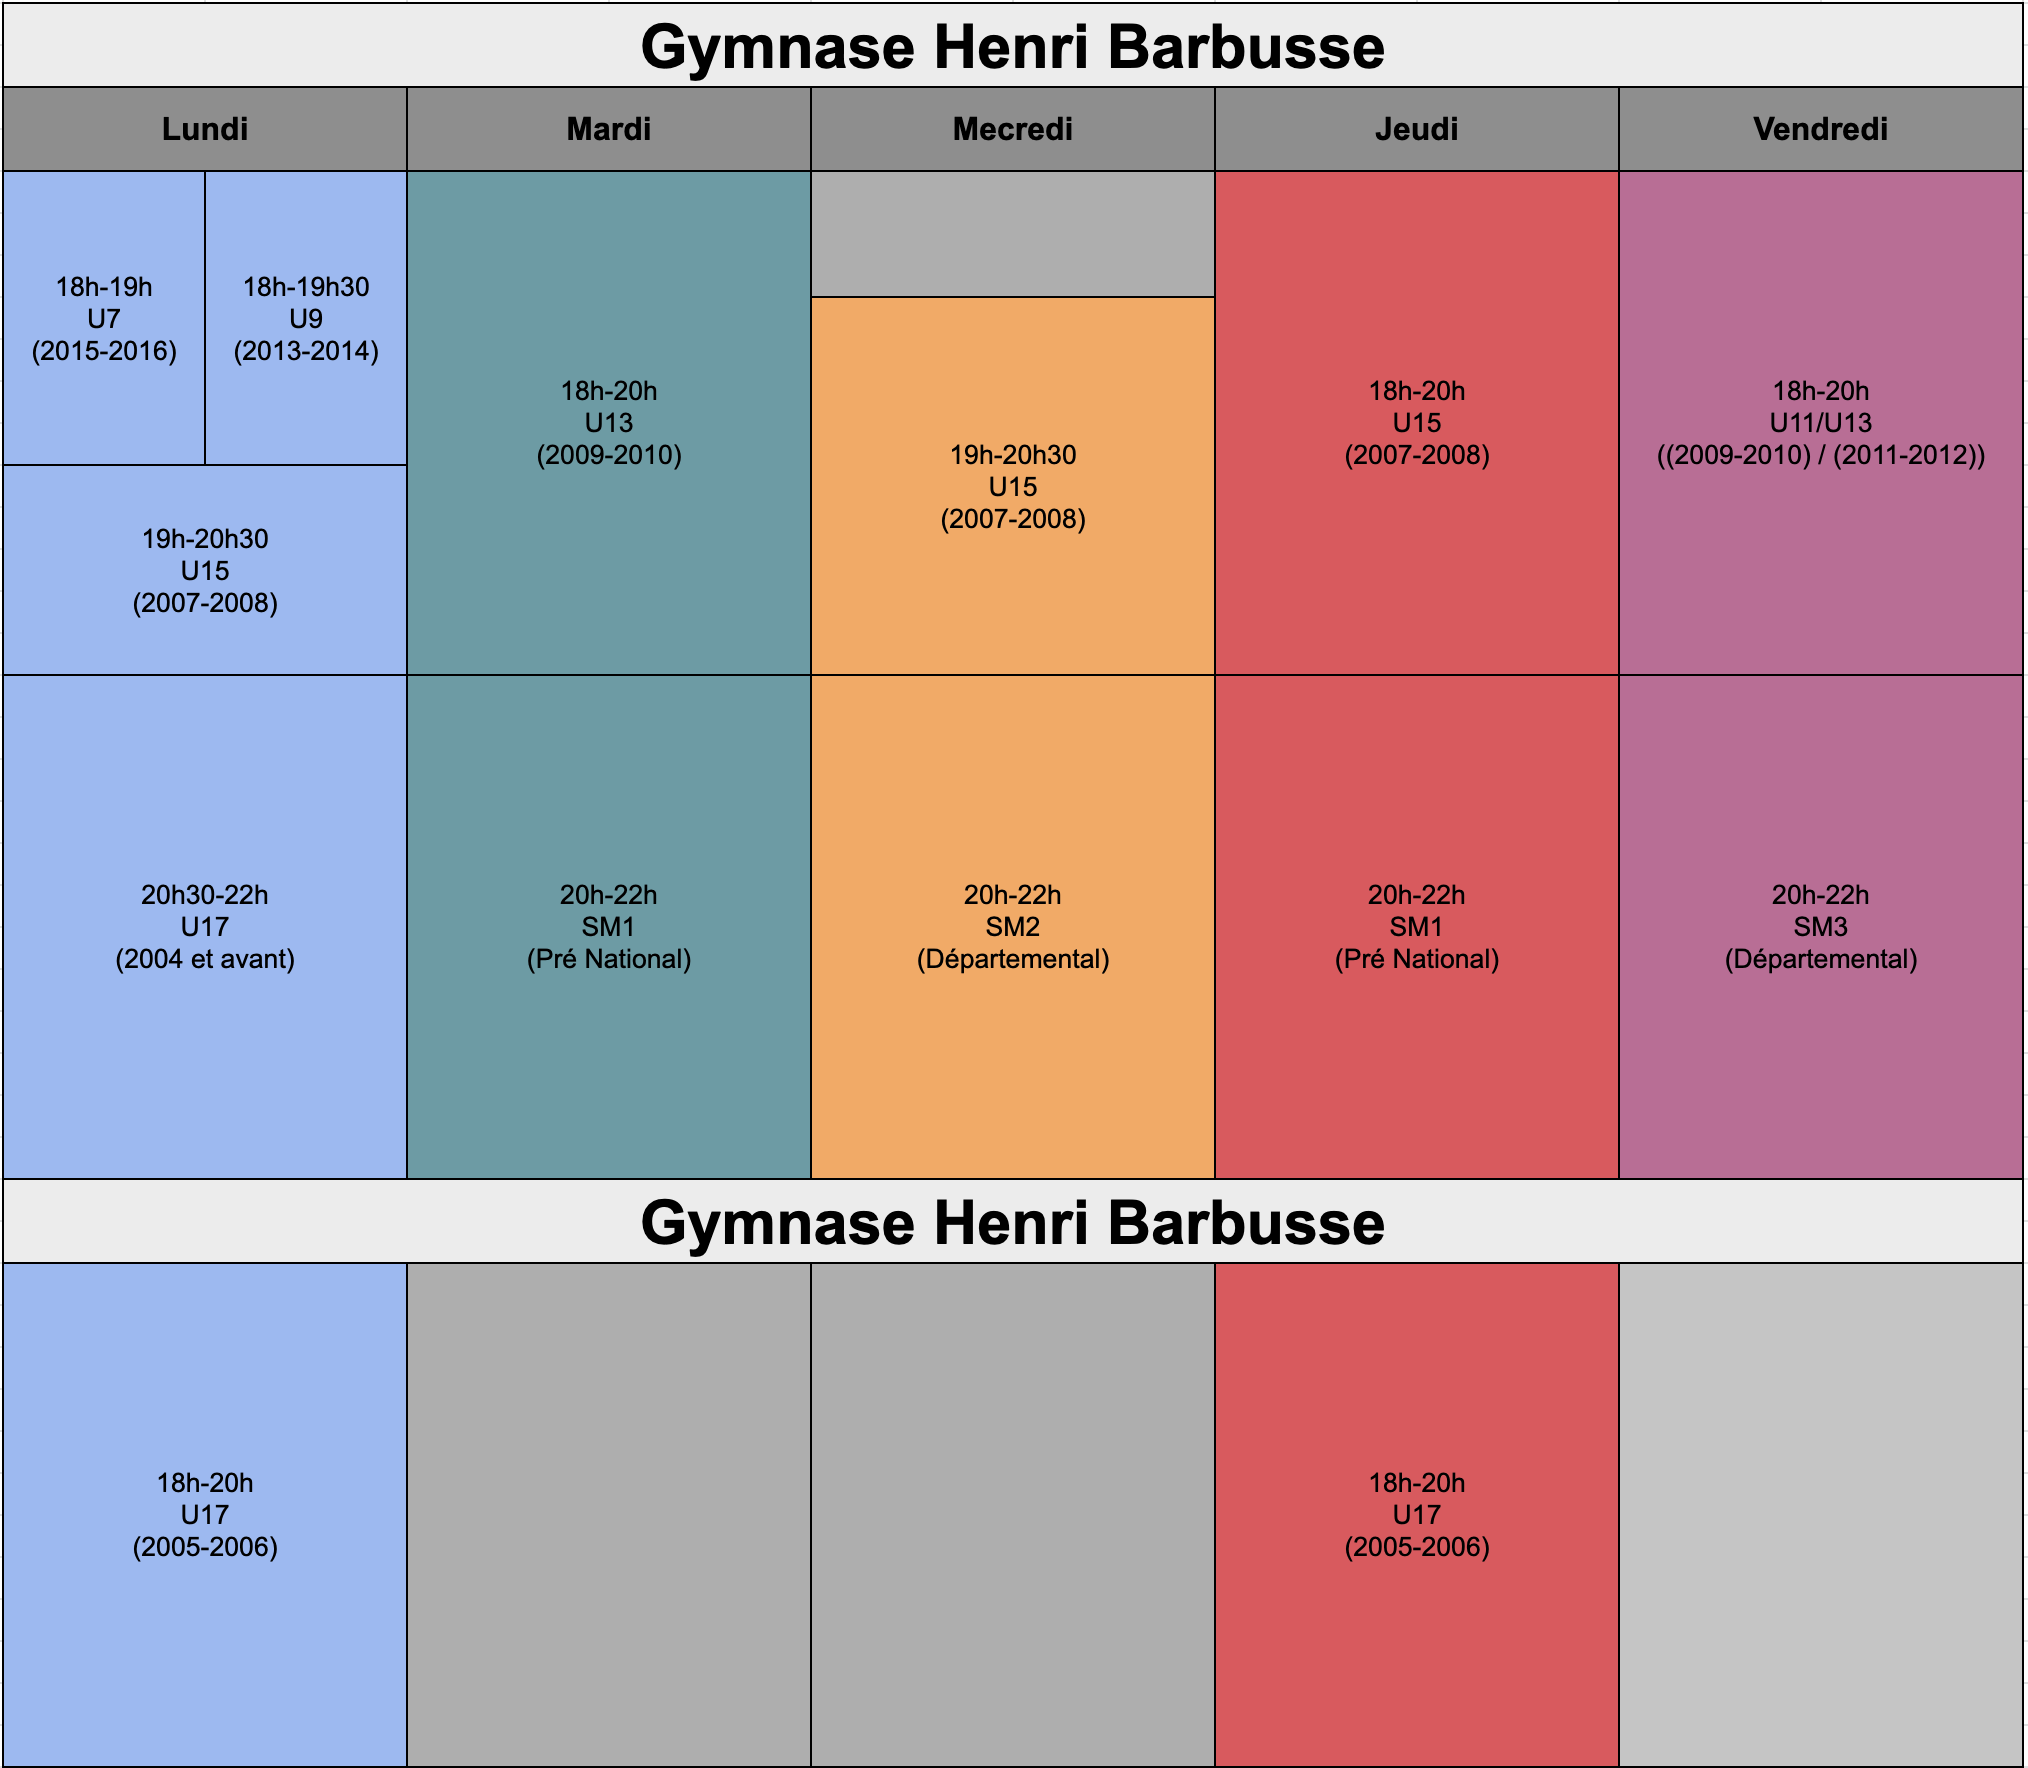 Gymnase Henri Barbusse
Lundi
Mardi
Mecredi
Jeudi
Vendredi
18h-19h
U7
(2015-2016)
18h-19h30
U9
(2013-2014)
19h-20h30
U15
(2007-2008)
18h-20h
U13
(2009-2010)
19h-20h30
U15
(2007-2008)
18h-20h
U15
(2007-2008)
18h-20h
U11/U13
((2009-2010) / (2011-2012))
20h30-22h
U17
(2004 et avant)
20h-22h
SM1
(Pré National)
20h-22h
SM2
(Départemental)
20h-22h
SM1
(Pré National)
20h-22h
SM3
(Départemental)
Gymnase Henri Barbusse
18h-20h
U17
(2005-2006)
18h-20h
U17
(2005-2006)